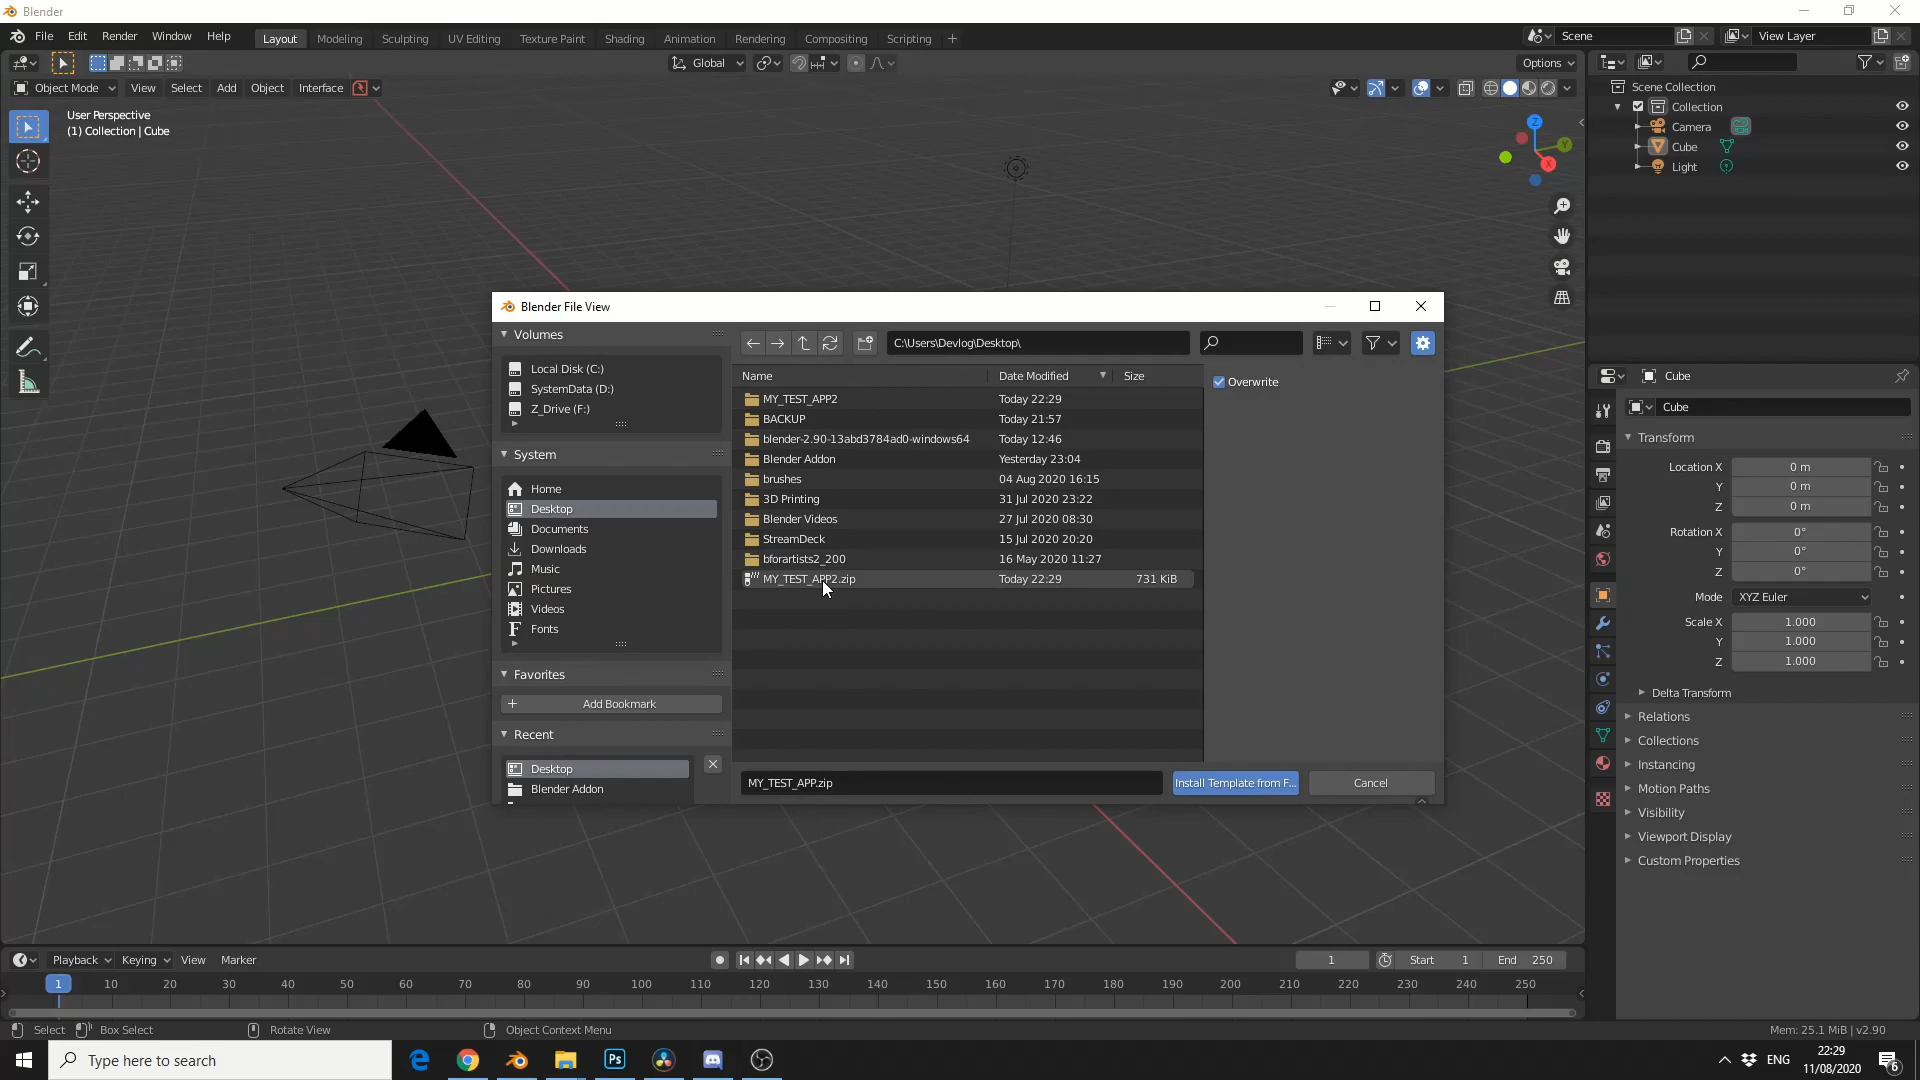 Blender
File Edit Render Window Help Layout Modeling Sculpting UV Editing Texture Paint Shading Animation Rendering Compositing Scripting + Scene View Layer
Global Options
Object Mode View Select Add Object Interface
User Perspective
(1) Collection | Cube
Scene Collection
Collection
Camera
Cube
Light
Z
Y
X
Blender File View
Volumes
Local Disk (C:)
SystemData (D:)
Z_Drive (F:)
System
Home
Desktop
Documents
Downloads
Music
Pictures
Videos
Fonts
Favorites
Add Bookmark
Recent
Desktop
Blender Addon
C:\Users\Devlog\Desktop\
Name Date Modified Size
MY_TEST_APP2 Today 22:29
BACKUP Today 21:57
blender-2.90-13abd3784ad0-windows64 Today 12:46
Blender Addon Yesterday 23:04
brushes 04 Aug 2020 16:15
3D Printing 31 Jul 2020 23:22
Blender Videos 27 Jul 2020 08:30
StreamDeck 15 Jul 2020 20:20
bforartists2_200 16 May 2020 11:27
MY_TEST_APP2.zip Today 22:29 731 KiB
Overwrite
MY_TEST_APP.zip Install Template from F... Cancel
Cube
Cube
Transform
Location X 0 m
Y 0 m
Z 0 m
Rotation X 0°
Y 0°
Z 0°
Mode XYZ Euler
Scale X 1.000
Y 1.000
Z 1.000
Delta Transform
Relations
Collections
Instancing
Motion Paths
Visibility
Viewport Display
Custom Properties
Playback Keying View Marker 1 Start 1 End 250
1 10 20 30 40 50 60 70 80 90 100 110 120 130 140 150 160 170 180 190 200 210 220 230 240 250
Select Box Select Rotate View Object Context Menu Mem: 25.1 MiB | v2.90
Type here to search Ps ENG 22:29
11/08/2020 6